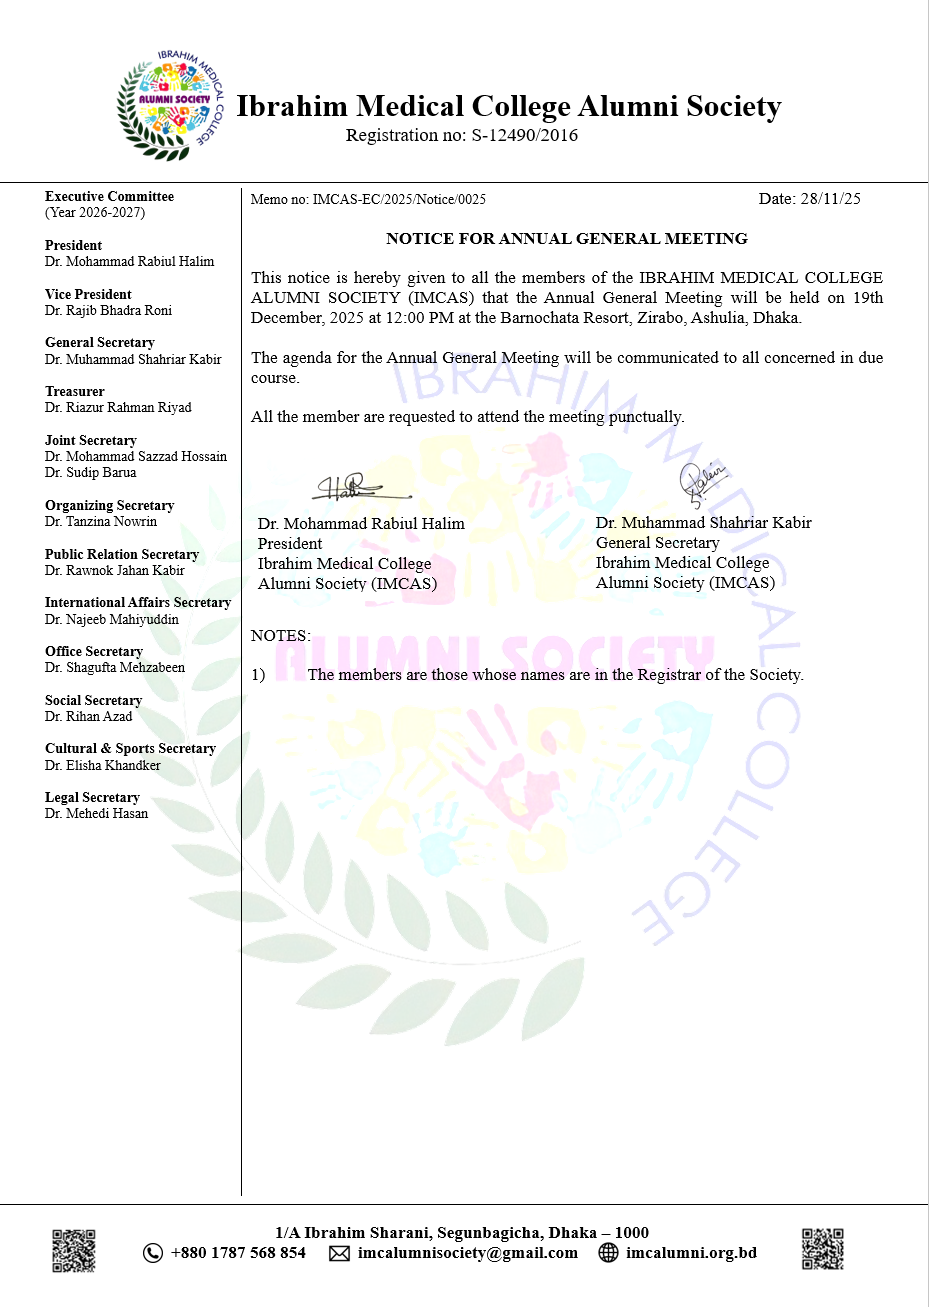 IBRAHIM MEDICAL COLLEGE
ALUMNI SOCIETY
Ibrahim Medical College Alumni Society
Registration no: S-12490/2016
Executive Committee
(Year 2026-2027)
President
Dr. Mohammad Rabiul Halim
Vice President
Dr. Rajib Bhadra Roni
General Secretary
Dr. Muhammad Shahriar Kabir
Treasurer
Dr. Riazur Rahman Riyad
Joint Secretary
Dr. Mohammad Sazzad Hossain
Dr. Sudip Barua
Organizing Secretary
Dr. Tanzina Nowrin
Public Relation Secretary
Dr. Rawnok Jahan Kabir
International Affairs Secretary
Dr. Najeeb Mahiyuddin
Office Secretary
Dr. Shagufta Mehzabeen
Social Secretary
Dr. Rihan Azad
Cultural & Sports Secretary
Dr. Elisha Khandker
Legal Secretary
Dr. Mehedi Hasan
Memo no: IMCAS-EC/2025/Notice/0025 Date: 28/11/25
NOTICE FOR ANNUAL GENERAL MEETING
This notice is hereby given to all the members of the IBRAHIM MEDICAL COLLEGE
ALUMNI SOCIETY (IMCAS) that the Annual General Meeting will be held on 19th
December, 2025 at 12:00 PM at the Barnochata Resort, Zirabo, Ashulia, Dhaka.
The agenda for the Annual General Meeting will be communicated to all concerned in due
course.
All the member are requested to attend the meeting punctually.
Dr. Mohammad Rabiul Halim
President
Ibrahim Medical College
Alumni Society (IMCAS)
Dr. Muhammad Shahriar Kabir
General Secretary
Ibrahim Medical College
Alumni Society (IMCAS)
NOTES:
1) The members are those whose names are in the Registrar of the Society.
IBRAHIM MEDICAL COLLEGE
ALUMNI SOCIETY
1/A Ibrahim Sharani, Segunbagicha, Dhaka – 1000
+880 1787 568 854 imcalumnisociety@gmail.com imcalumni.org.bd